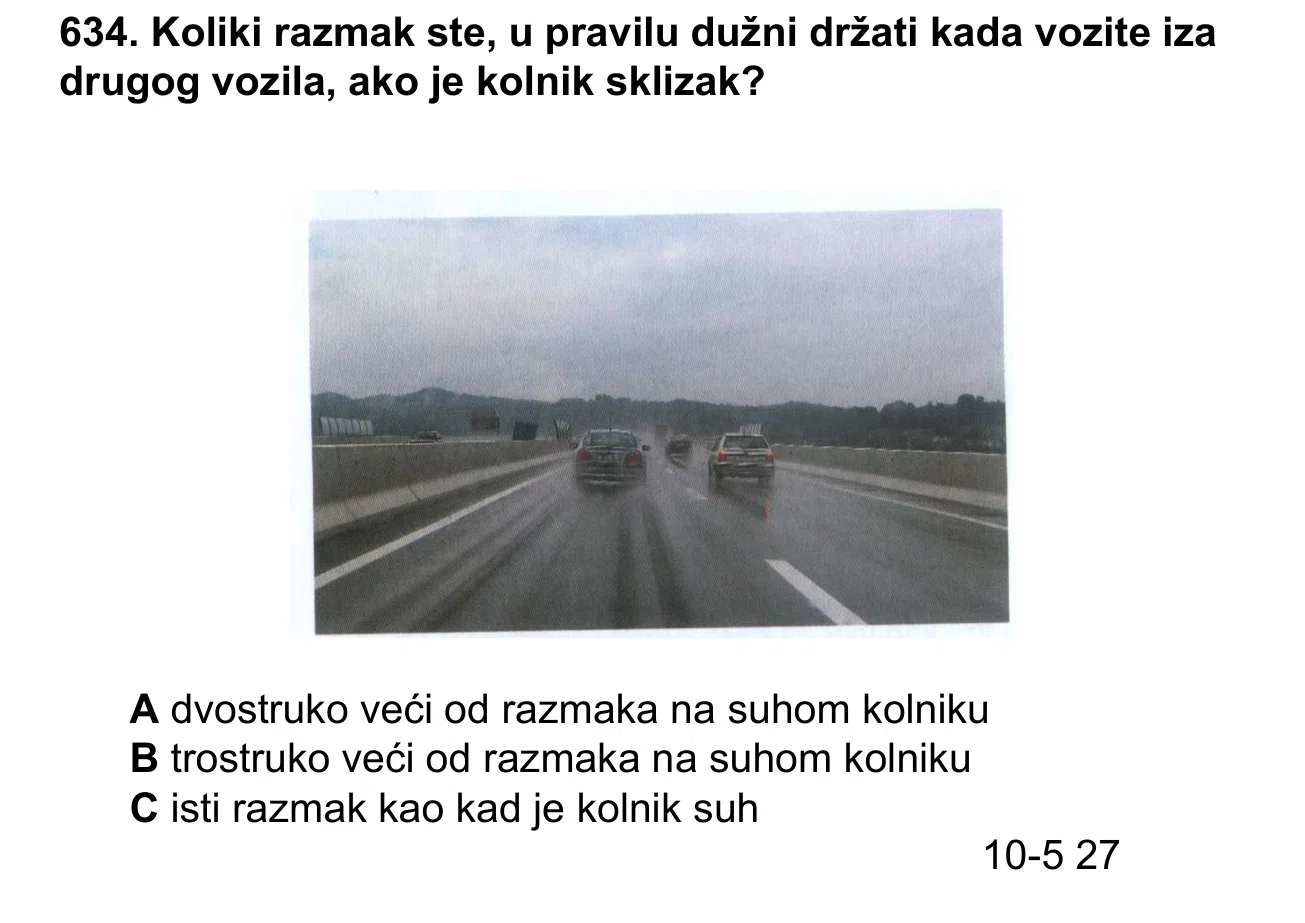 634. Koliki razmak ste, u pravilu dužni držati kada vozite iza
drugog vozila, ako je kolnik sklizak?
A dvostruko veći od razmaka na suhom kolniku
B trostruko veći od razmaka na suhom kolniku
C isti razmak kao kad je kolnik suh
10-5 27